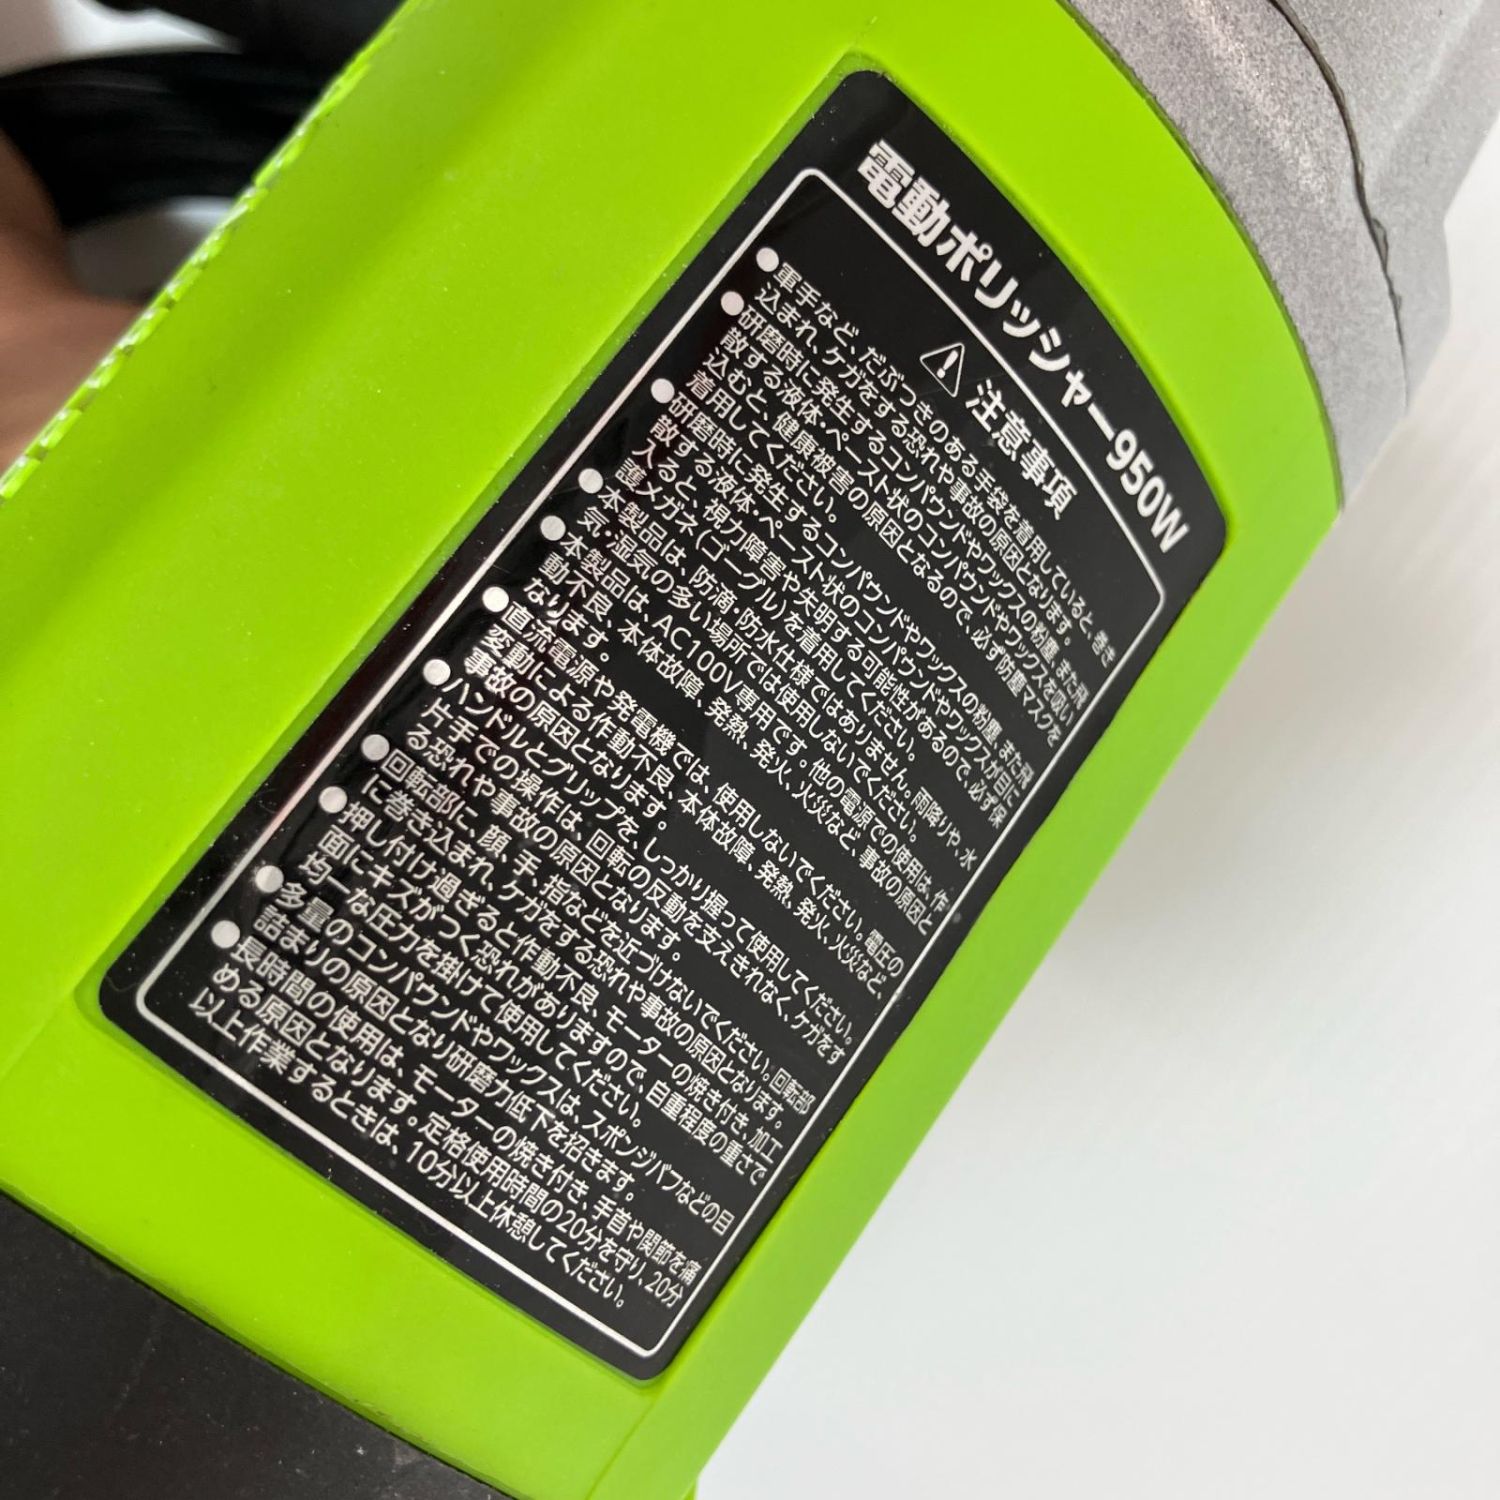 電動ポリッシャー950W
注意事項
●軍手など、だぶつきのある手袋を着用していると、巻き
込まれ、ケガをする恐れや事故の原因となります。
●研磨時に発生するコンパウンドやワックスの粉塵、また飛
散する液体・ペースト状のコンパウンドやワックスを吸い
込むと、健康被害の原因となるので、必ず防塵マスクを
着用してください。
●研磨時に発生するコンパウンドやワックスの粉塵、また飛
散する液体・ペースト状のコンパウンドやワックスが目に
入ると、視力障害や失明する可能性があるので、必ず保
護メガネ(ゴーグル)を着用してください。
●本製品は、防滴・防水仕様ではありません。雨降りや、水
気・湿気の多い場所では使用しないでください。
●本製品は、AC100V専用です。他の電源での使用は、作
動不良、本体故障、発熱、発火、火災など、事故の原因と
なります。
●直流電源や発電機では、使用しないでください。電圧の
変動による作動不良、本体故障、発熱、発火、火災など、
事故の原因となります。
●ハンドルとグリップを、しっかり握って使用してください。
片手での操作は、回転の反動を支えきれなく、ケガをす
る恐れや事故の原因となります。
●回転部に、顔、手、指などを近づけないでください。回転部
に巻き込まれ、ケガをする恐れや事故の原因となります。
●押し付け過ぎると作動不良、モーターの焼き付き、加工
面にキズがつく恐れがありますので、自重程度の重さで
均一な圧力を掛けて使用してください。
●多量のコンパウンドやワックスは、スポンジバフなどの目
詰まりの原因となり研磨力低下を招きます。
●長時間の使用は、モーターの焼き付き、手首や関節を痛
める原因となります。定格使用時間の20分を守り、20分
以上作業するときは、10分以上休憩してください。